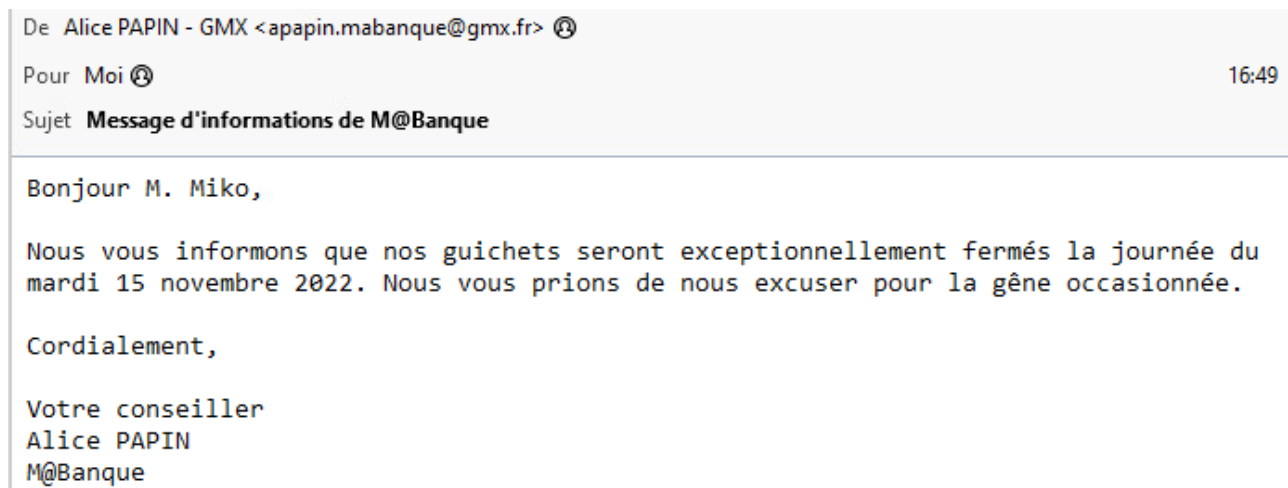 De Alice PAPIN - GMX <apapin.mabanque@gmx.fr>
Pour Moi
16:49
Sujet Message d'informations de M@Banque
Bonjour M. Miko,
Nous vous informons que nos guichets seront exceptionnellement fermés la journée du
mardi 15 novembre 2022. Nous vous prions de nous excuser pour la gêne occasionnée.
Cordialement,
Votre conseiller
Alice PAPIN
M@Banque